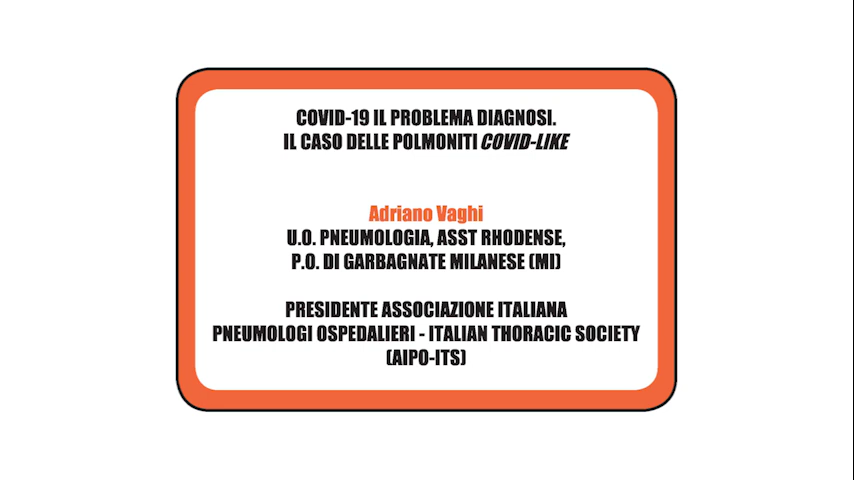 COVID-19 IL PROBLEMA DIAGNOSI.
IL CASO DELLE POLMONITI COVID-LIKE
Adriano Vaghi
U.O. PNEUMOLOGIA, ASST RHODENSE,
P.O. DI GARBAGNATE MILANESE (MI)
PRESIDENTE ASSOCIAZIONE ITALIANA
PNEUMOLOGI OSPEDALIERI - ITALIAN THORACIC SOCIETY
(AIPO-ITS)